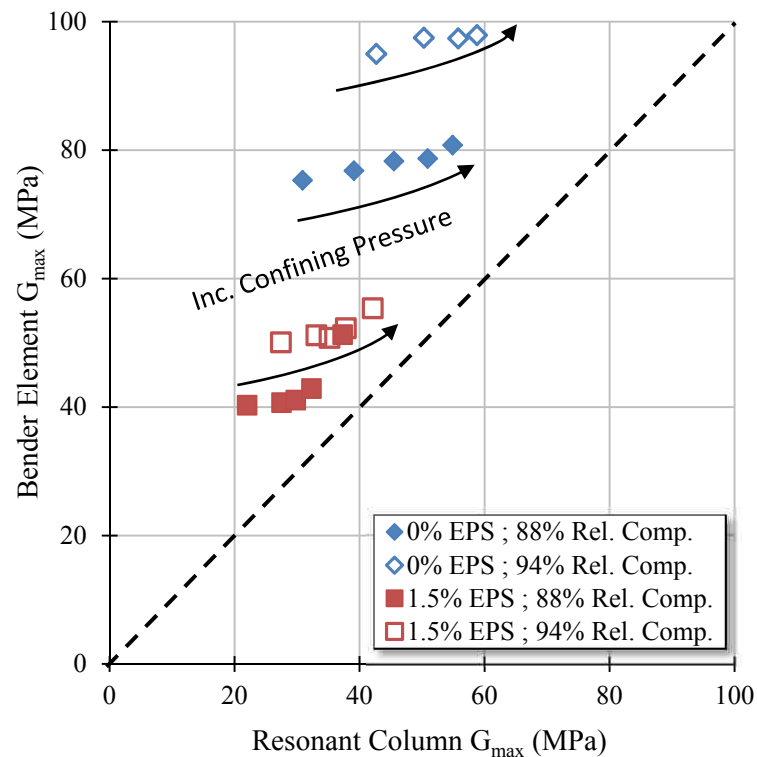 100
80
60
40
20
0
Bender Element Gmax (MPa)
Inc. Confining Pressure
0% EPS ; 88% Rel. Comp.
0% EPS ; 94% Rel. Comp.
1.5% EPS ; 88% Rel. Comp.
1.5% EPS ; 94% Rel. Comp.
0 20 40 60 80 100
Resonant Column Gmax (MPa)